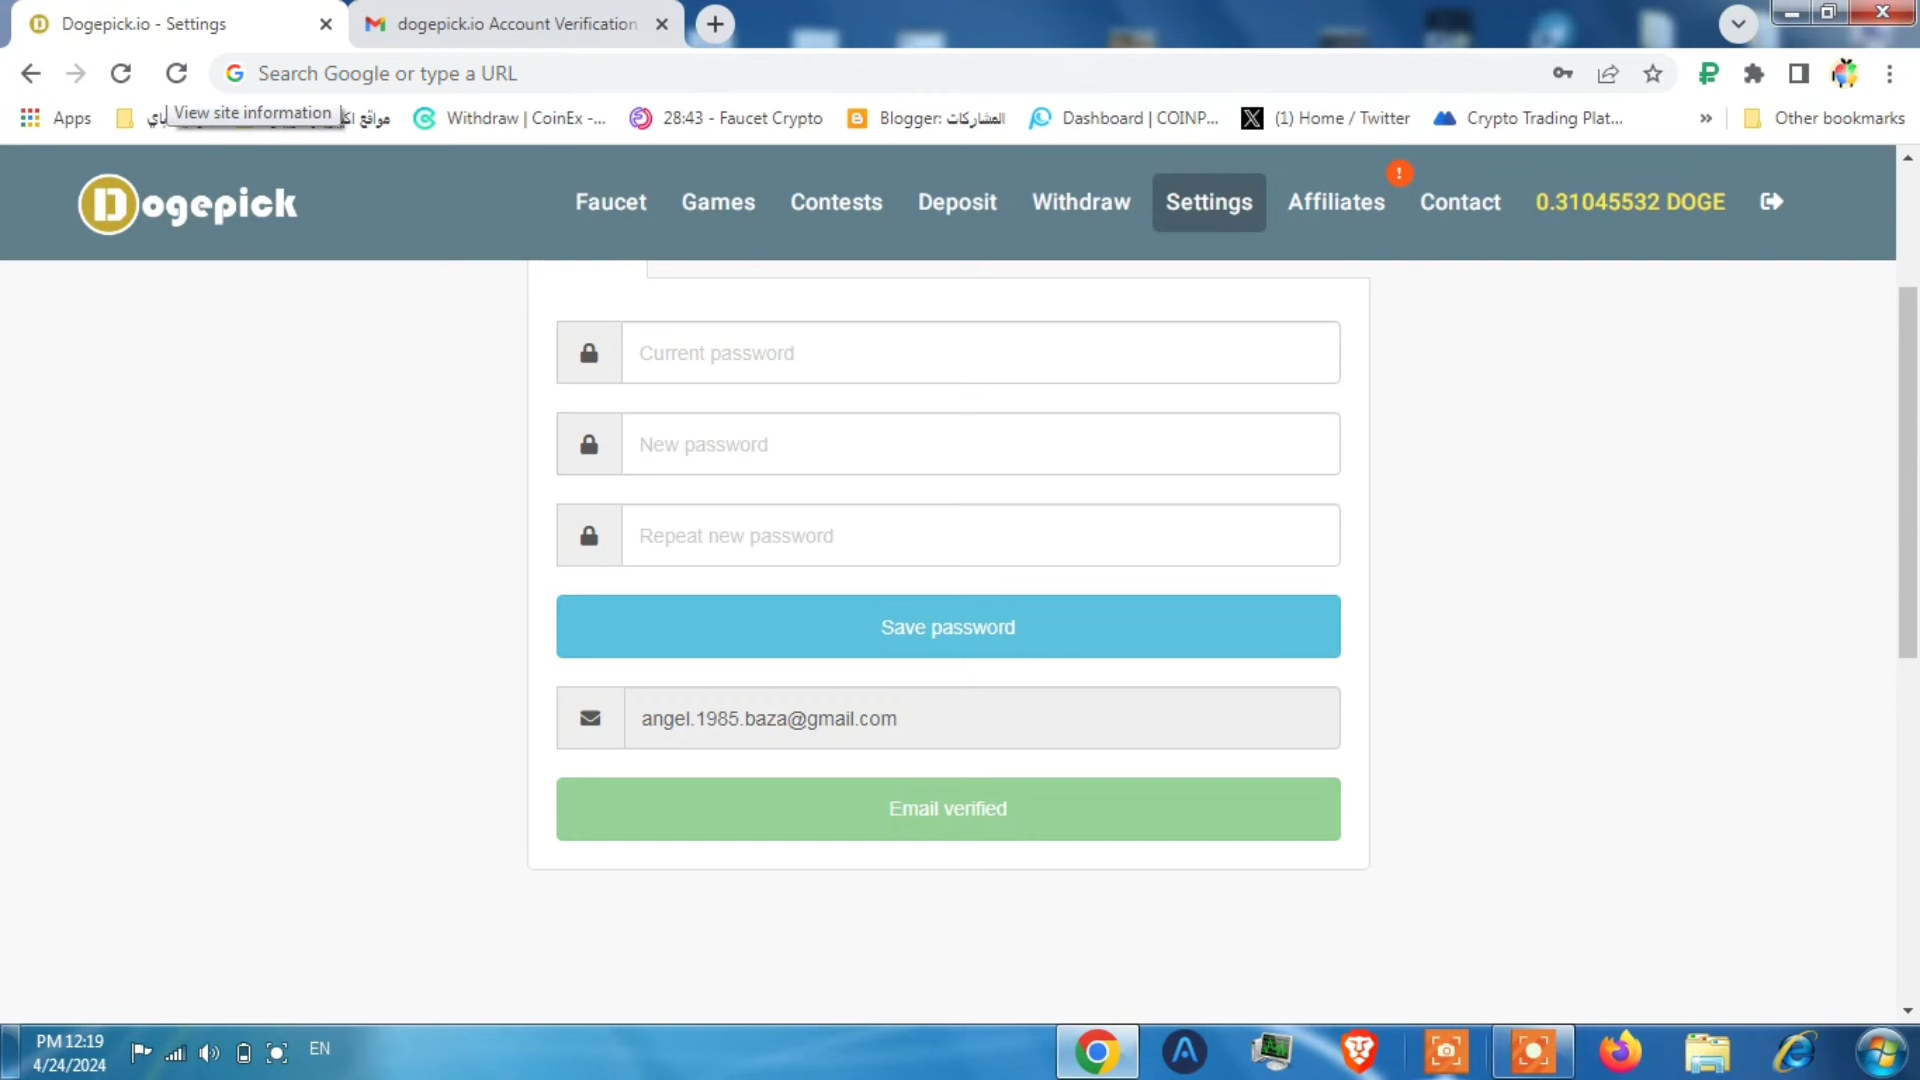 Dogepick.io - Settings
dogepick.io Account Verification
Search Google or type a URL
Apps
View site information
Withdraw | CoinEx -...
28:43 - Faucet Crypto
Blogger: المشاركات
Dashboard | COINP...
(1) Home / Twitter
Crypto Trading Plat...
»
Other bookmarks
Dogepick
Faucet
Games
Contests
Deposit
Withdraw
Settings
Affiliates
!
Contact
0.31045532 DOGE
Current password
New password
Repeat new password
Save password
angel.1985.baza@gmail.com
Email verified
PM 12:19
4/24/2024
EN